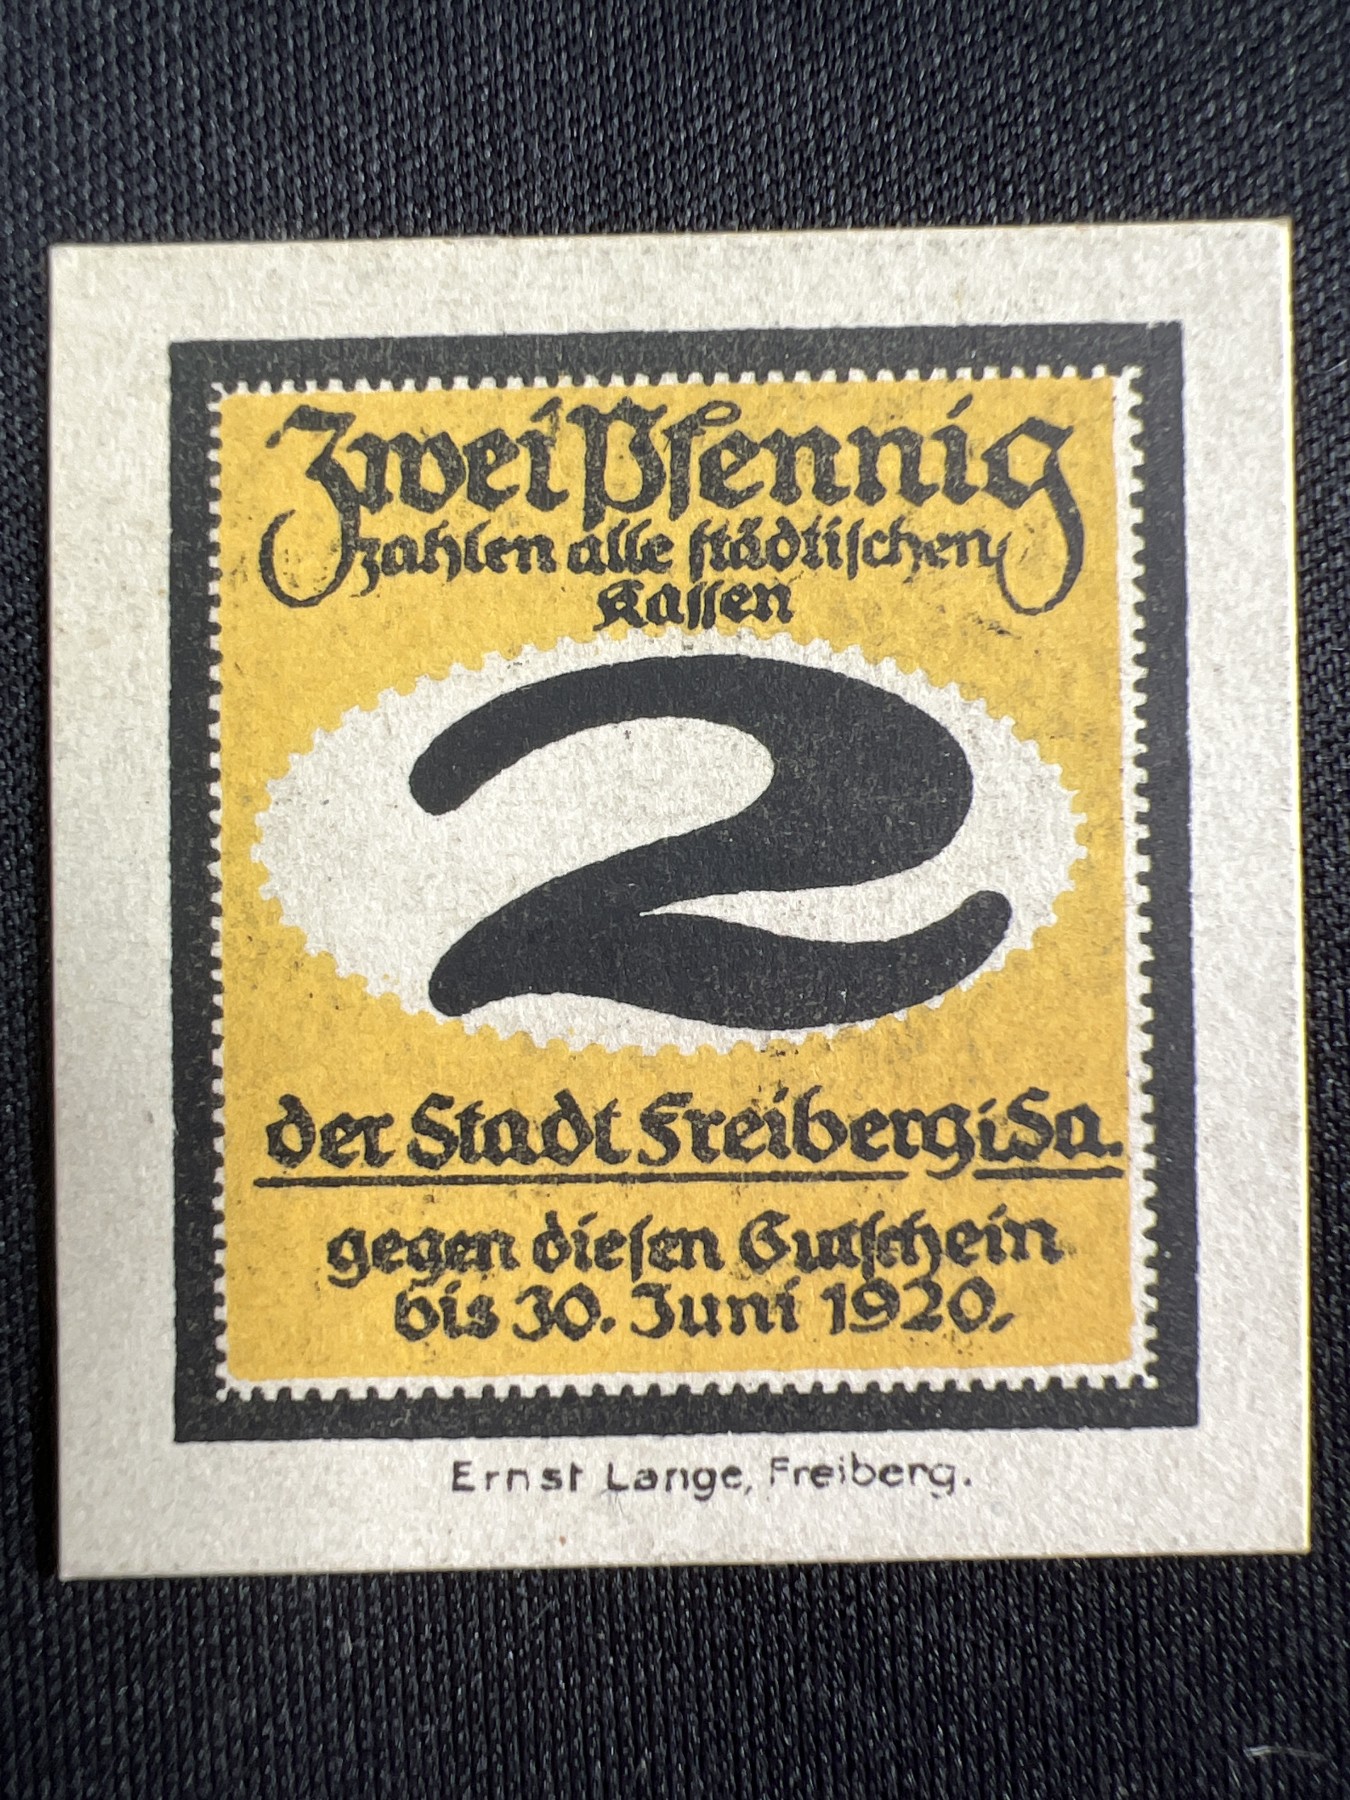 Zwei Pfennig
zahlen alle städtischen
Kassen
2
der Stadt Freiberg i Sa.
gegen diesen Gutschein
bis 30. Juni 1920.
Ernst Lange, Freiberg.